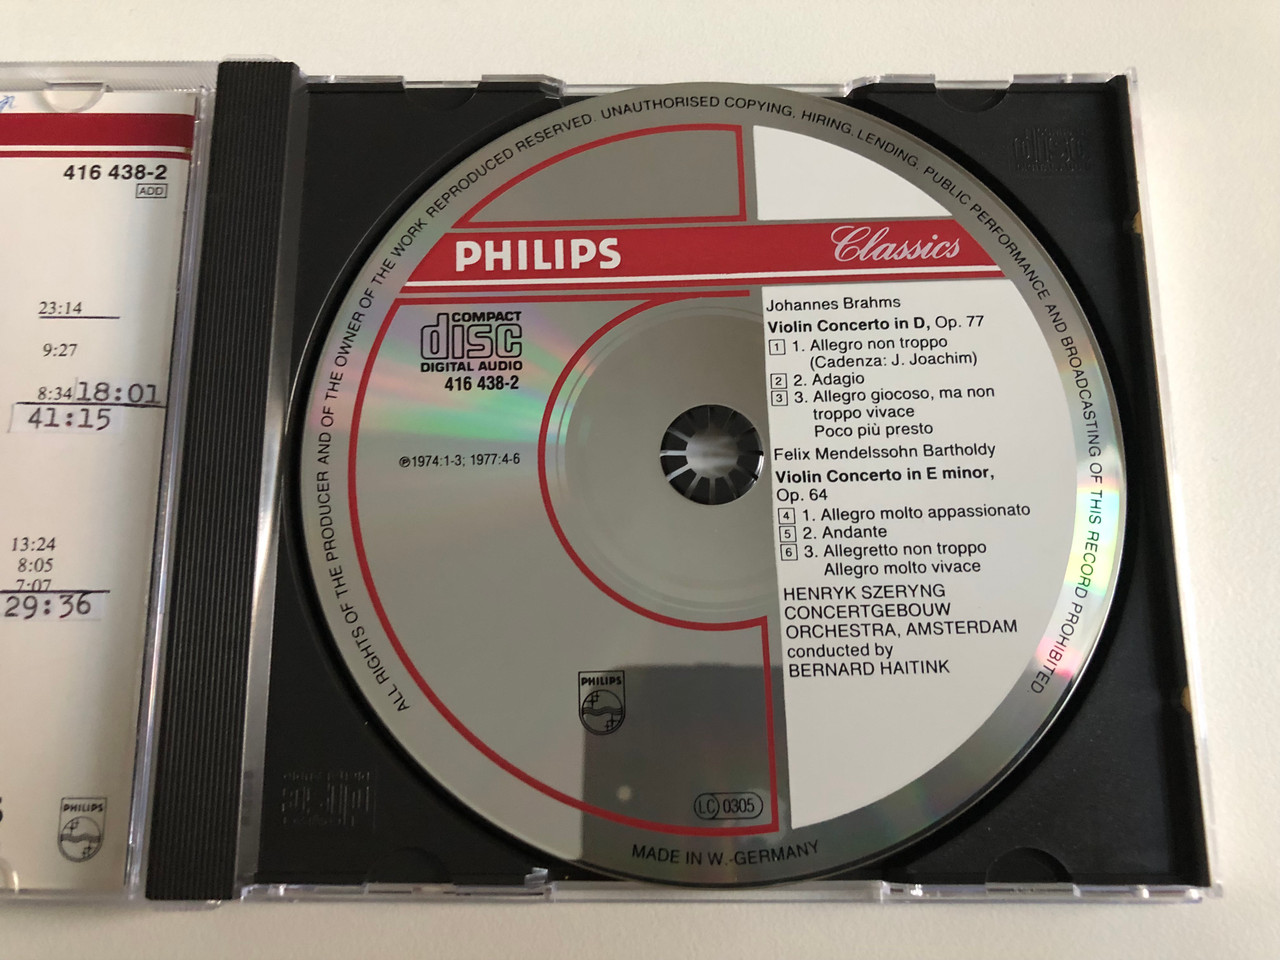 416 438-2
ADD
23:14
9:27
8:34 18:01
41:15
13:24
8:05
7:07
29:36
PHILIPS
ALL RIGHTS OF THE PRODUCER AND OF THE OWNER OF THE WORK REPRODUCED RESERVED. UNAUTHORISED COPYING, HIRING, LENDING, PUBLIC PERFORMANCE AND BROADCASTING OF THIS RECORD PROHIBITED.
PHILIPS Classics
COMPACT
disc
DIGITAL AUDIO
416 438-2
℗1974:1-3; 1977:4-6
Johannes Brahms
Violin Concerto in D, Op. 77
1 1. Allegro non troppo
(Cadenza: J. Joachim)
2 2. Adagio
3 3. Allegro giocoso, ma non
troppo vivace
Poco più presto
Felix Mendelssohn Bartholdy
Violin Concerto in E minor,
Op. 64
4 1. Allegro molto appassionato
5 2. Andante
6 3. Allegretto non troppo
Allegro molto vivace
HENRYK SZERYNG
CONCERTGEBOUW
ORCHESTRA, AMSTERDAM
conducted by
BERNARD HAITINK
PHILIPS
LC 0305
MADE IN W.-GERMANY